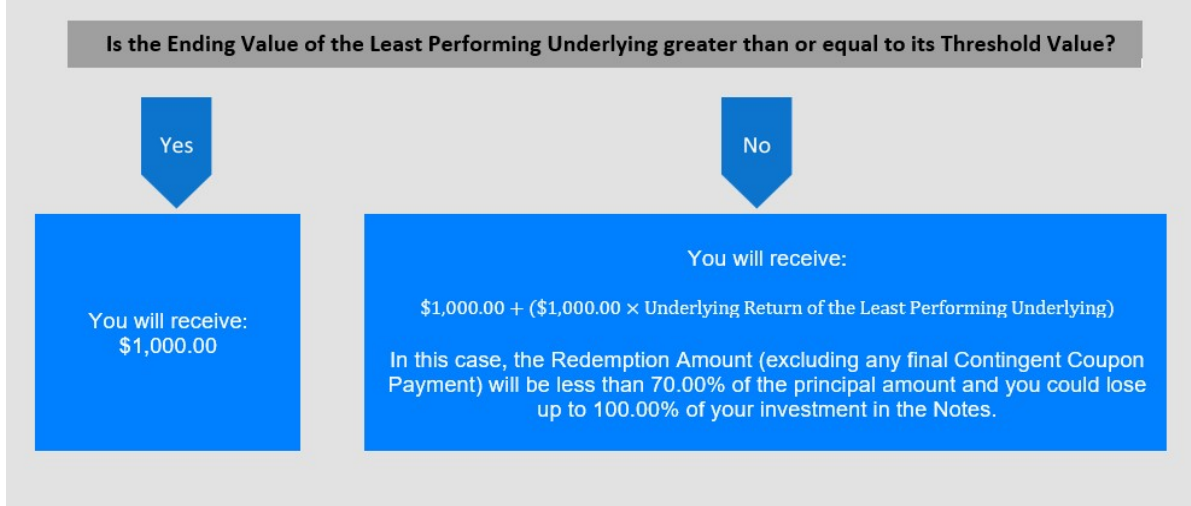 Is the Ending Value of the Least Performing Underlying greater than or equal to its Threshold Value?
Yes
No
You will receive:
$1,000.00
You will receive:
$1,000.00 + ($1,000.00 × Underlying Return of the Least Performing Underlying)
In this case, the Redemption Amount (excluding any final Contingent Coupon
Payment) will be less than 70.00% of the principal amount and you could lose
up to 100.00% of your investment in the Notes.